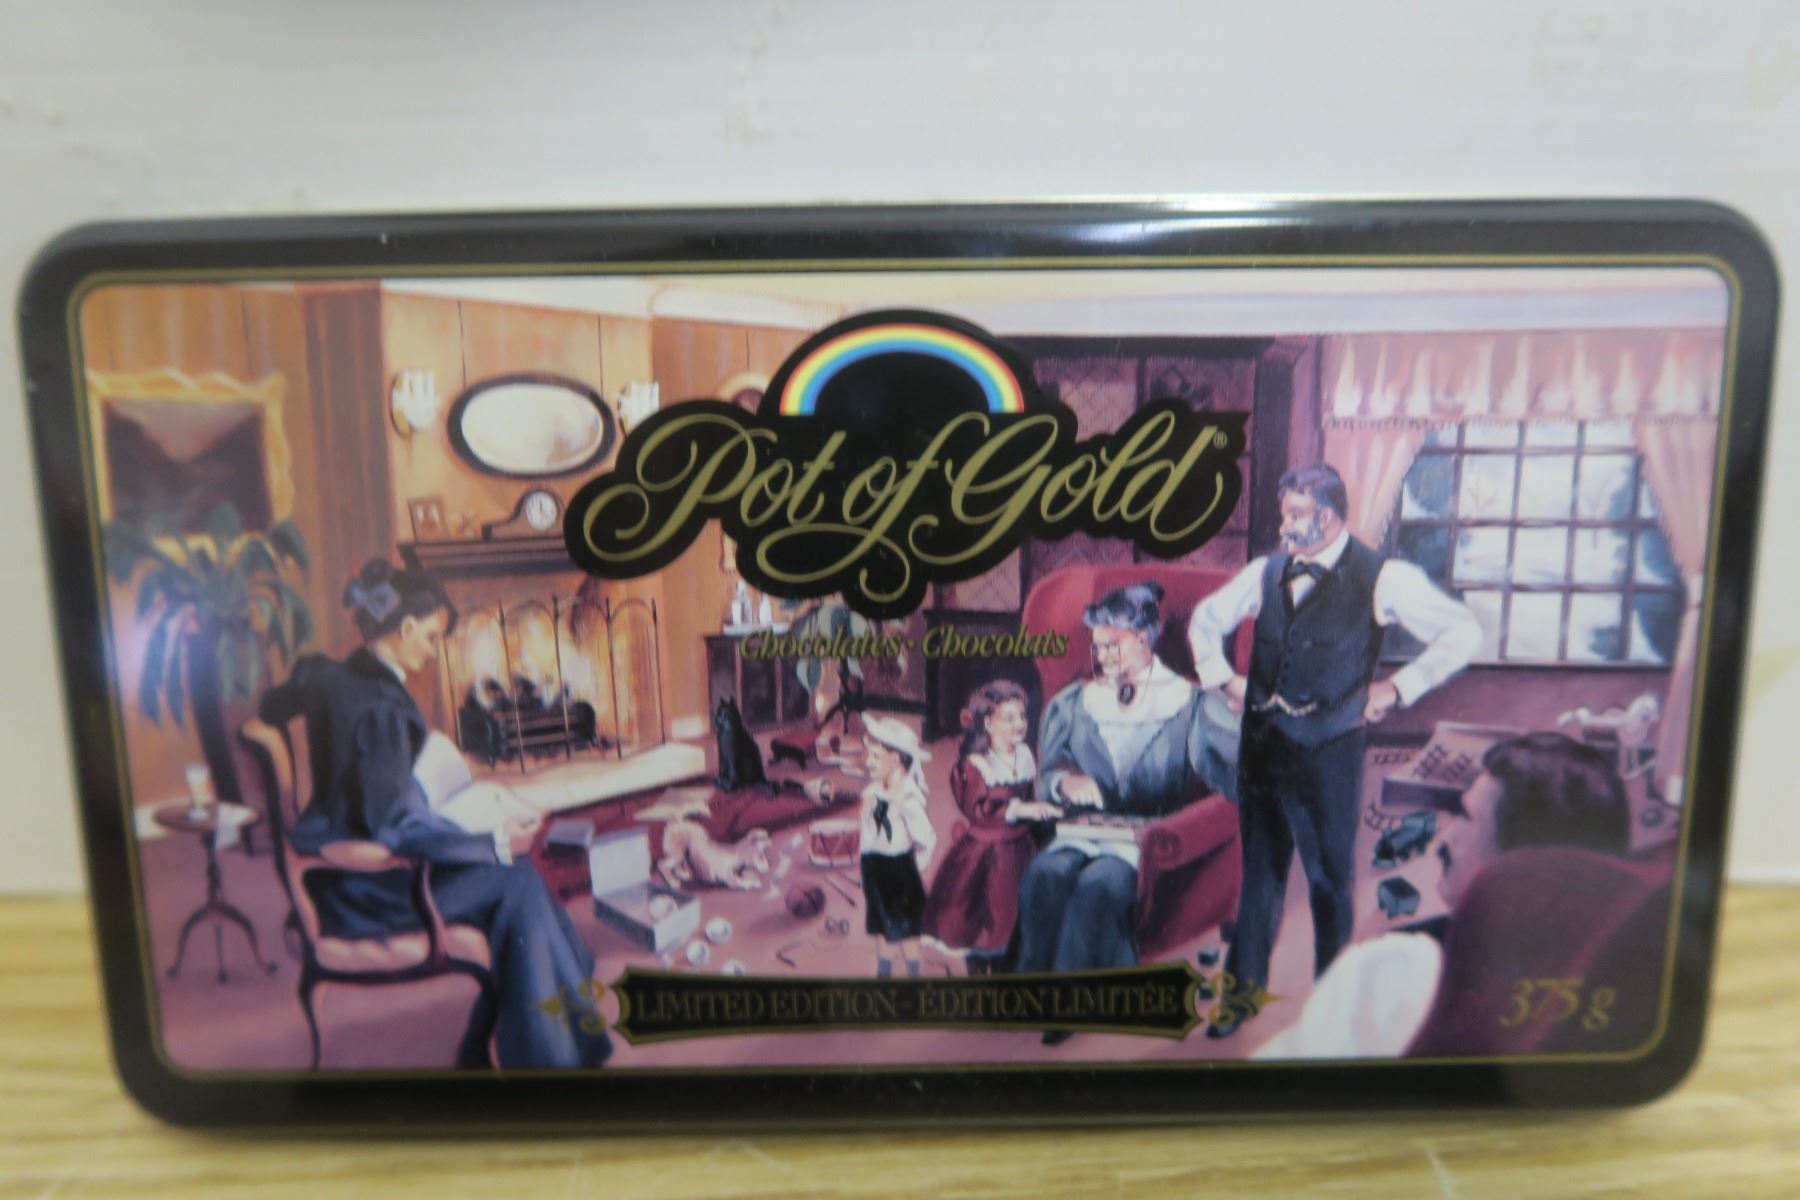 Pot of Gold®
Chocolates • Chocolats
LIMITED EDITION - ÉDITION LIMITÉE
375 g